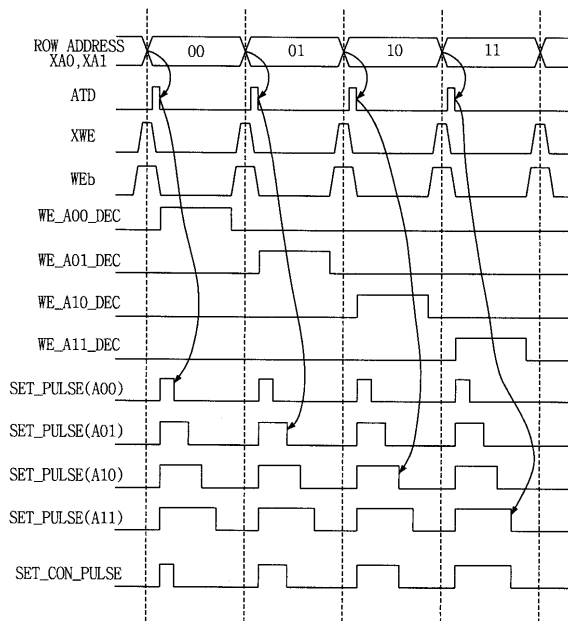 ROW ADDRESS
XA0,XA1
00 01 10 11
ATD
XWE
WEb
WE_A00_DEC
WE_A01_DEC
WE_A10_DEC
WE_A11_DEC
SET_PULSE(A00)
SET_PULSE(A01)
SET_PULSE(A10)
SET_PULSE(A11)
SET_CON_PULSE